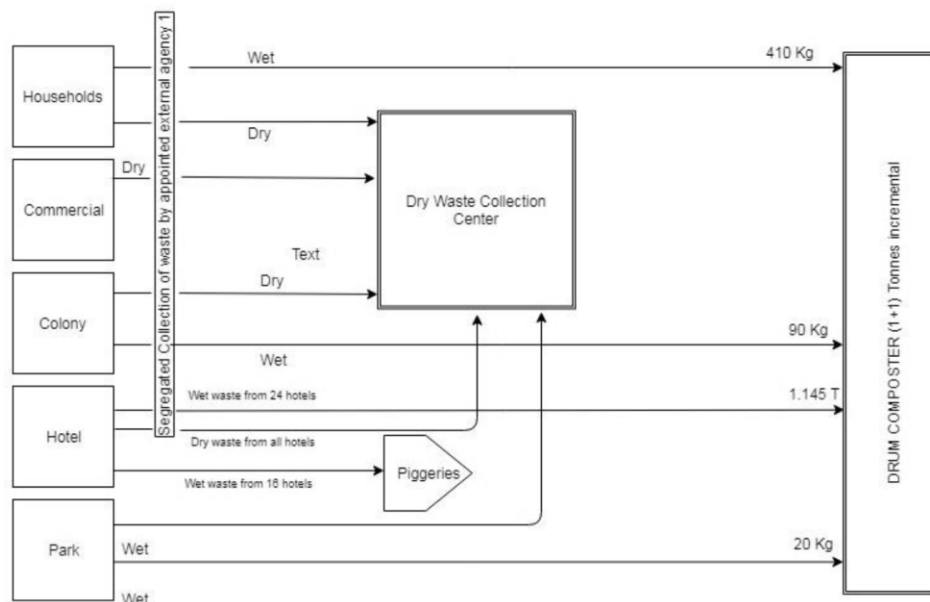 Segregated Collection of waste by appointed external agency 1
Wet
410 Kg
Households
Dry
Dry
Commercial
Dry Waste Collection
Center
Text
Dry
Colony
90 Kg
Wet
Wet waste from 24 hotels
1.145 T
Hotel
Dry waste from all hotels
Piggeries
Wet waste from 16 hotels
Park
Wet
20 Kg
Wet
DRUM COMPOSTER (1+1) Tonnes incremental